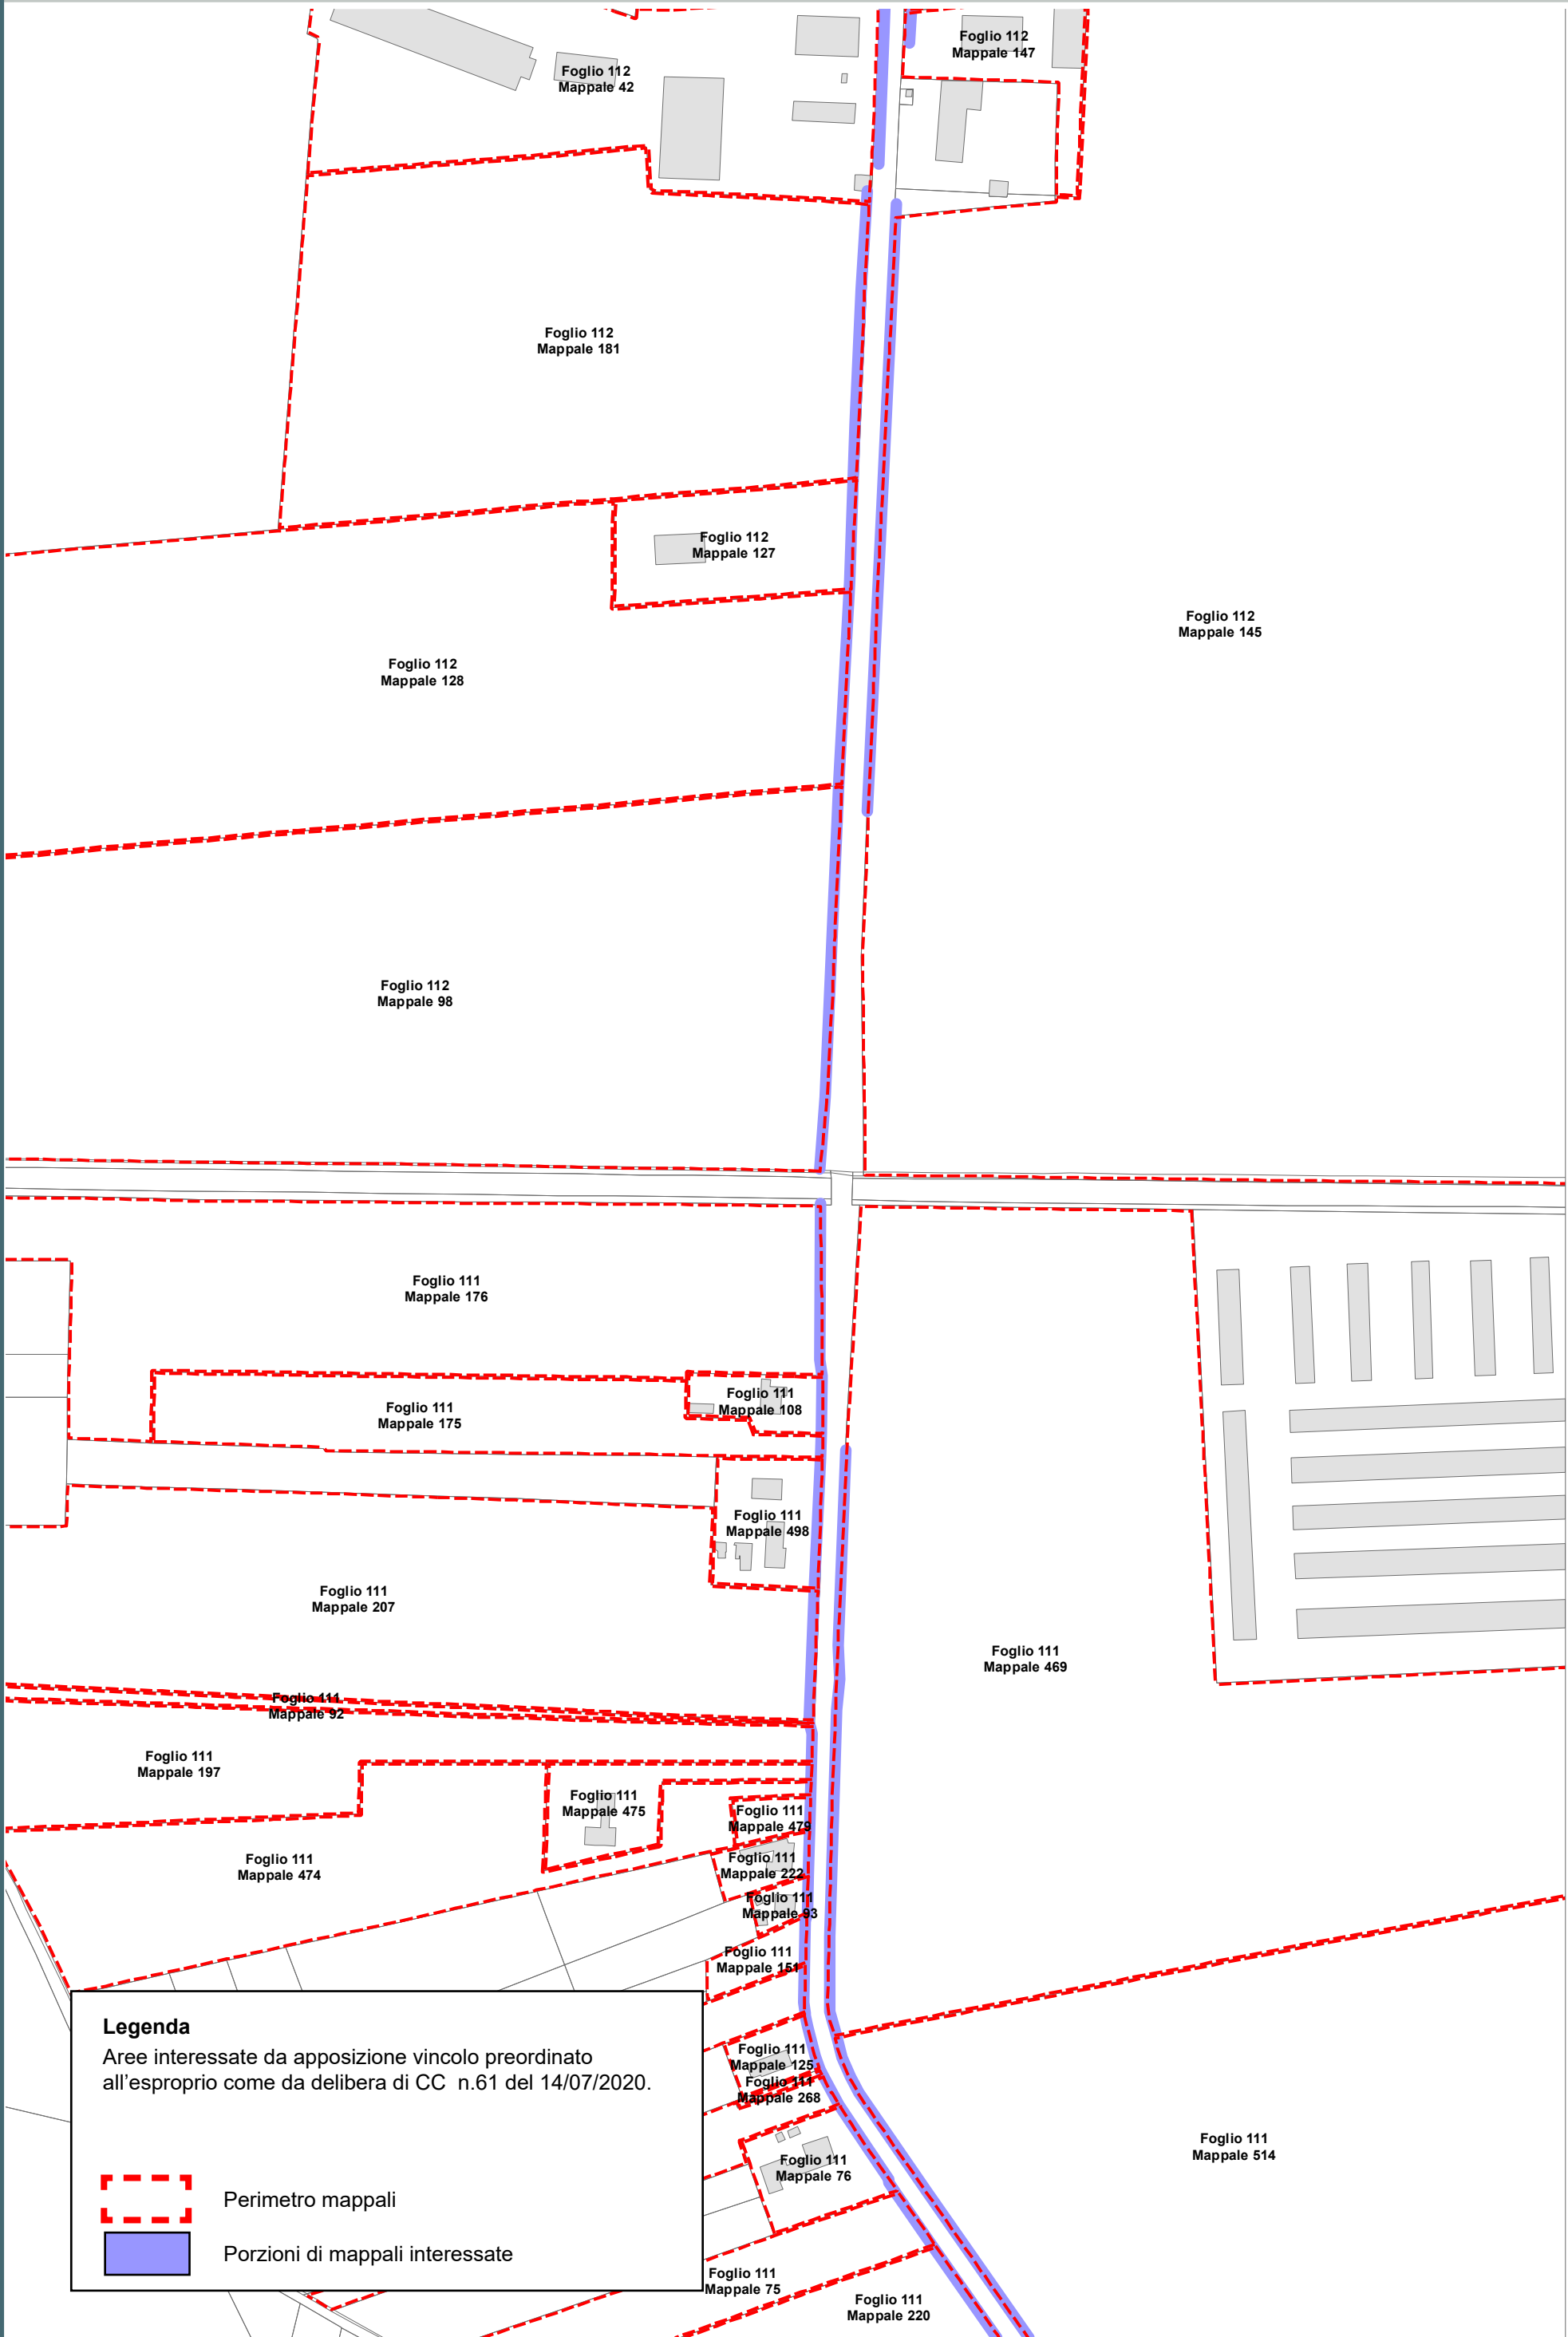 Foglio 112
Mappale 147
Foglio 112
Mappale 42
Foglio 112
Mappale 181
Foglio 112
Mappale 127
Foglio 112
Mappale 145
Foglio 112
Mappale 128
Foglio 112
Mappale 98
Foglio 111
Mappale 176
Foglio 111
Mappale 108
Foglio 111
Mappale 175
Foglio 111
Mappale 498
Foglio 111
Mappale 207
Foglio 111
Mappale 469
Foglio 111
Mappale 92
Foglio 111
Mappale 197
Foglio 111
Mappale 475
Foglio 111
Mappale 479
Foglio 111
Mappale 222
Foglio 111
Mappale 474
Foglio 111
Mappale 93
Foglio 111
Mappale 151
Foglio 111
Mappale 125
Foglio 111
Mappale 268
Foglio 111
Mappale 514
Foglio 111
Mappale 76
Foglio 111
Mappale 75
Foglio 111
Mappale 220
Legenda
Aree interessate da apposizione vincolo preordinato
all'esproprio come da delibera di CC n.61 del 14/07/2020.
Perimetro mappali
Porzioni di mappali interessate